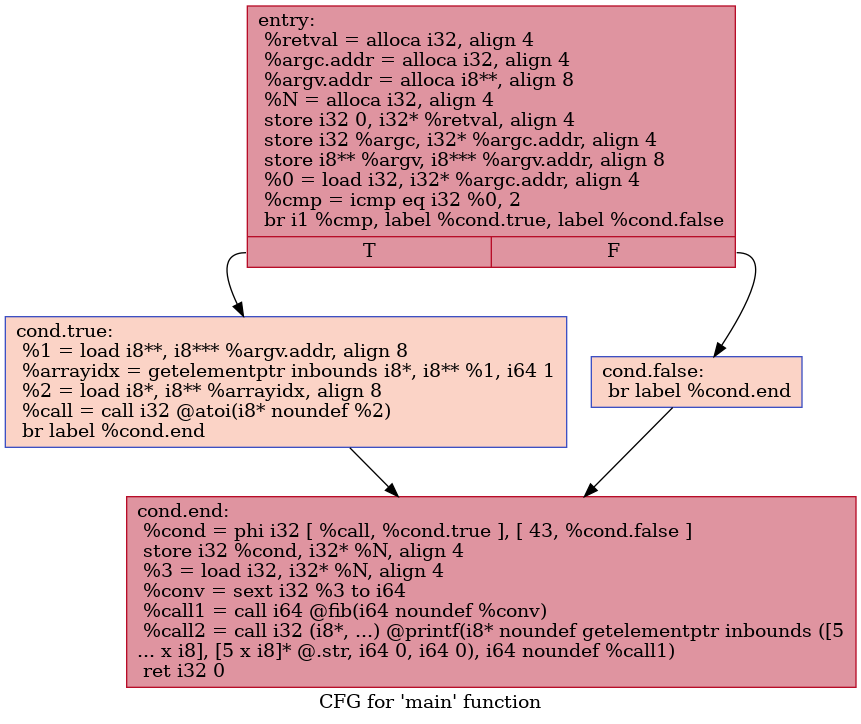 entry:
%retval = alloca i32, align 4
%argc.addr = alloca i32, align 4
%argv.addr = alloca i8**, align 8
%N = alloca i32, align 4
store i32 0, i32* %retval, align 4
store i32 %argc, i32* %argc.addr, align 4
store i8** %argv, i8*** %argv.addr, align 8
%0 = load i32, i32* %argc.addr, align 4
%cmp = icmp eq i32 %0, 2
br i1 %cmp, label %cond.true, label %cond.false
T
F
cond.true:
%1 = load i8**, i8*** %argv.addr, align 8
%arrayidx = getelementptr inbounds i8*, i8** %1, i64 1
%2 = load i8*, i8** %arrayidx, align 8
%call = call i32 @atoi(i8* noundef %2)
br label %cond.end
cond.false:
br label %cond.end
cond.end:
%cond = phi i32 [ %call, %cond.true ], [ 43, %cond.false ]
store i32 %cond, i32* %N, align 4
%3 = load i32, i32* %N, align 4
%conv = sext i32 %3 to i64
%call1 = call i64 @fib(i64 noundef %conv)
%call2 = call i32 (i8*, ...) @printf(i8* noundef getelementptr inbounds ([5
... x i8], [5 x i8]* @.str, i64 0, i64 0), i64 noundef %call1)
ret i32 0
CFG for 'main' function